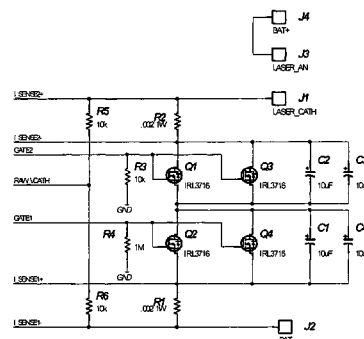 J4
BAT+
J3
LASER_AN
I_SENSE2+
R5
10k
R2
.002 1W
J1
LASER_CATH
I_SENSE2-
GATE2
R3
10k
GND
Q1
IRL3716
Q3
IRL3716
C2
10uF
RAW_VCATH
GATE1
R4
1M
GND
Q2
IRL3716
Q4
IRL3716
C1
10uF
I_SENSE1+
R6
10k
R1
.002 1W
I_SENSE1-
J2